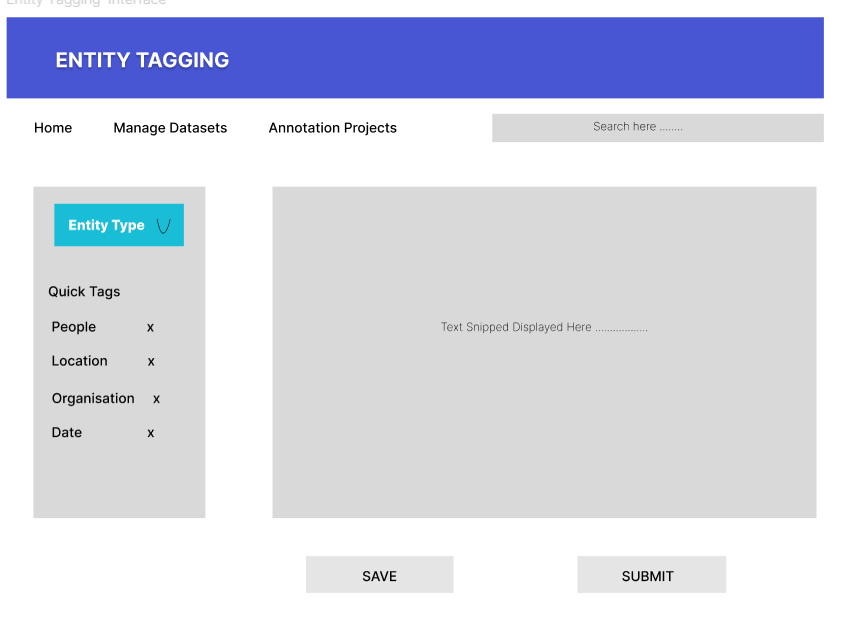 Entity Tagging Interface
ENTITY TAGGING
Home Manage Datasets Annotation Projects Search here ........
Entity Type
Quick Tags
People x
Location x
Organisation x
Date x
Text Snipped Displayed Here ..................
SAVE SUBMIT